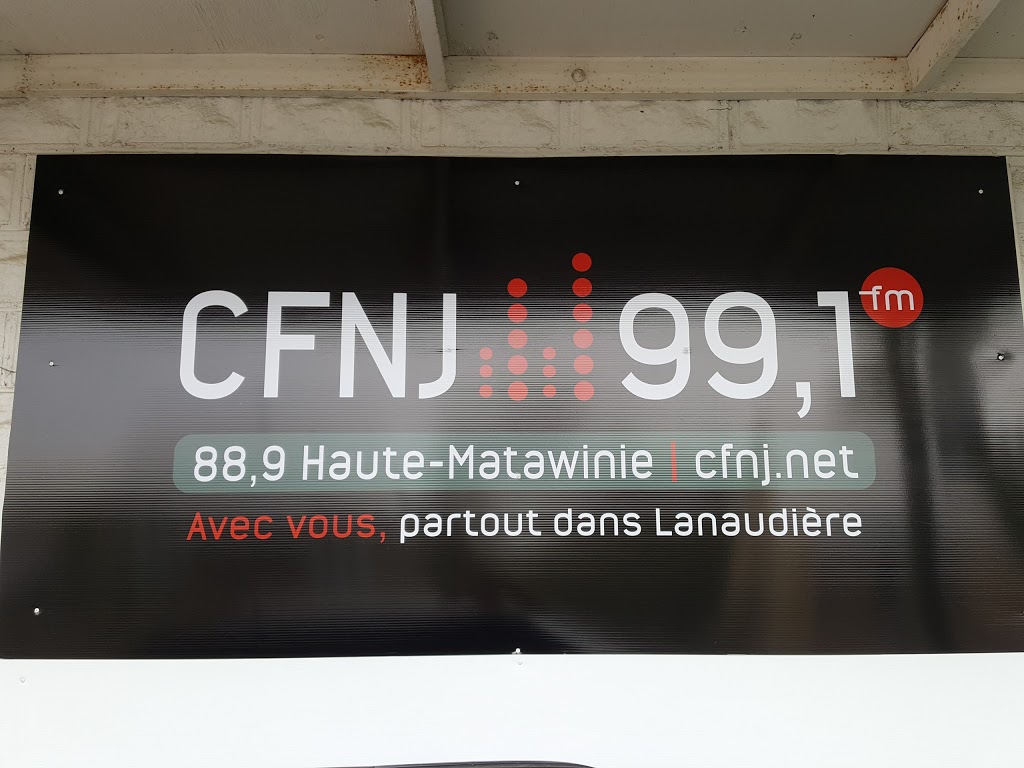 CFNJ 99,1 fm
88,9 Haute-Matawinie | cfnj.net
Avec vous, partout dans Lanaudière